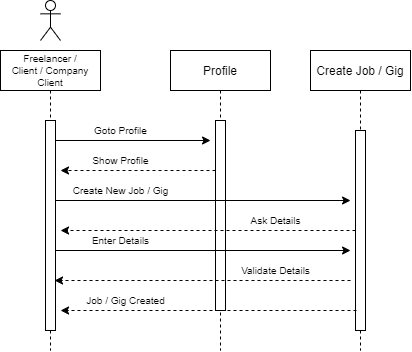 Freelancer /
Client / Company
Client
Profile
Create Job / Gig
Goto Profile
Show Profile
Create New Job / Gig
Ask Details
Enter Details
Validate Details
Job / Gig Created